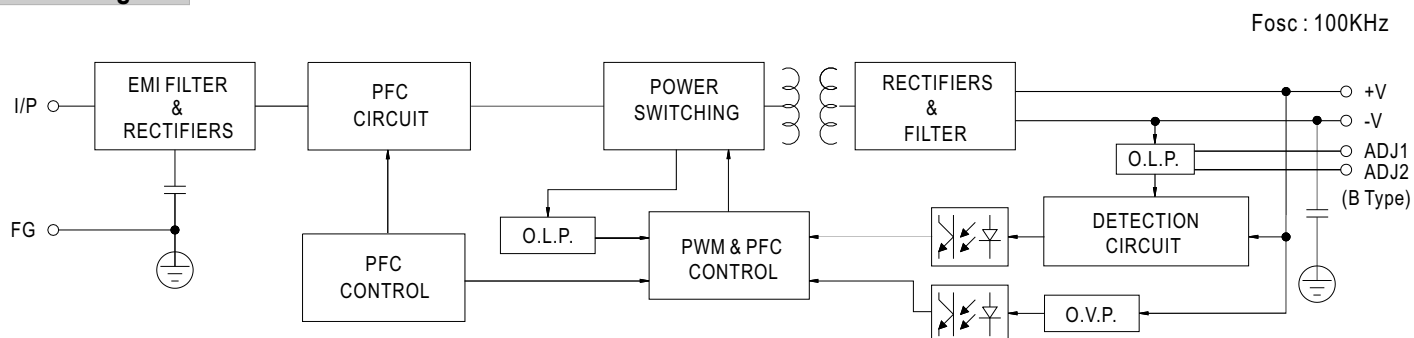 Fosc : 100KHz
I/P
EMI FILTER
&
RECTIFIERS
PFC
CIRCUIT
POWER
SWITCHING
RECTIFIERS
&
FILTER
+V
-V
O.L.P.
ADJ1
ADJ2
(B Type)
FG
O.L.P.
PFC
CONTROL
PWM & PFC
CONTROL
DETECTION
CIRCUIT
O.V.P.